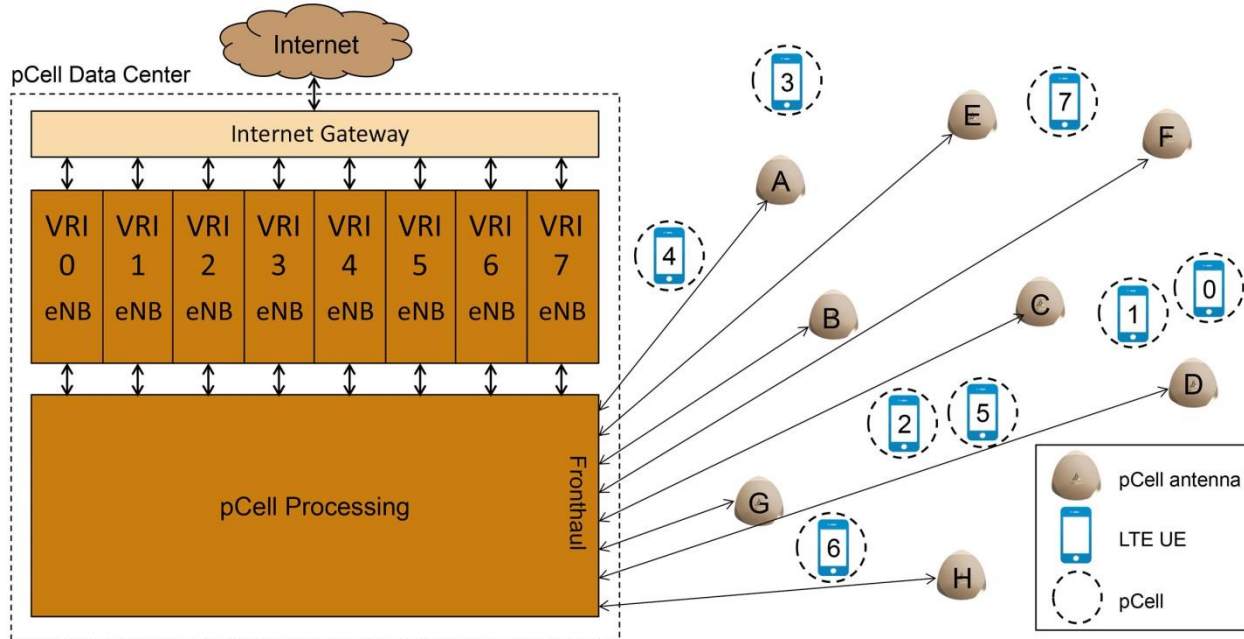 Internet
pCell Data Center
Internet Gateway
VRI 0 eNB
VRI 1 eNB
VRI 2 eNB
VRI 3 eNB
VRI 4 eNB
VRI 5 eNB
VRI 6 eNB
VRI 7 eNB
pCell Processing
Fronthaul
3
7
E
F
A
4
0
1
C
B
D
2
5
G
6
H
pCell antenna
LTE UE
pCell